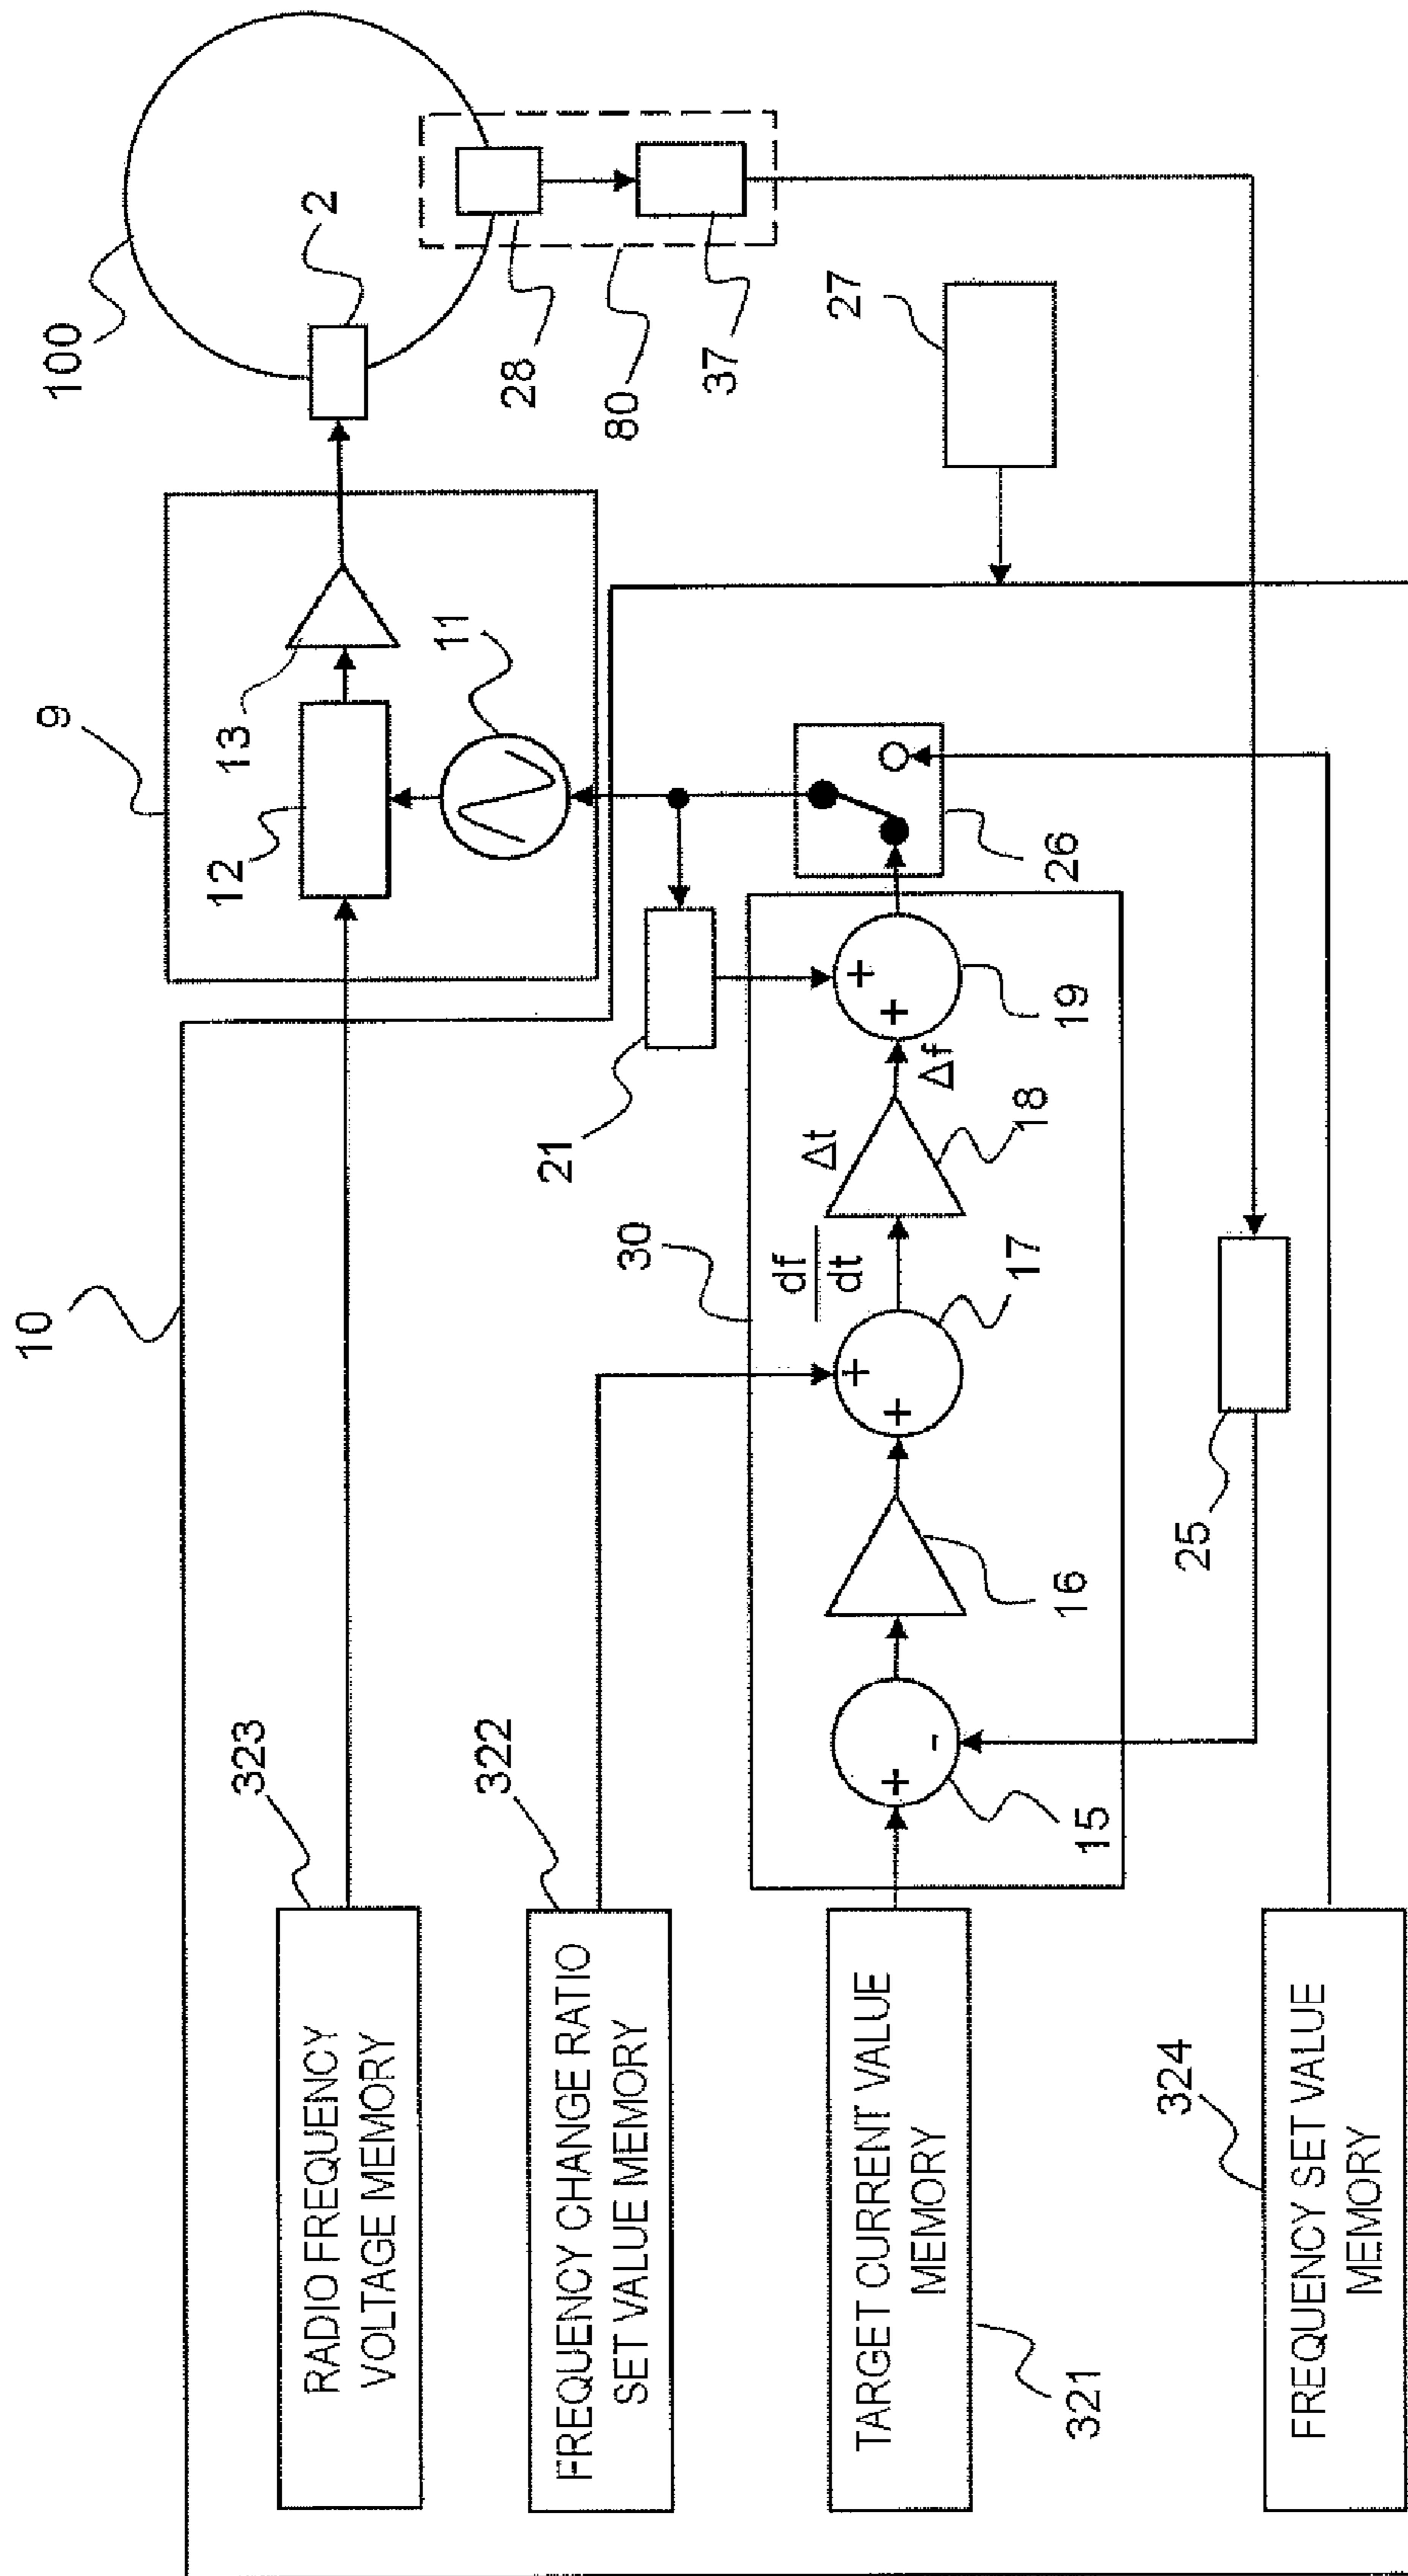 10
9
100
2
12
13
11
28
80
37
27
323
RADIO FREQUENCY
VOLTAGE MEMORY
322
FREQUENCY CHANGE RATIO
SET VALUE MEMORY
21
30
df
dt
Δt
Δf
+
-
+
+
+
+
+
15
16
17
18
19
26
TARGET CURRENT VALUE
MEMORY
321
25
324
FREQUENCY SET VALUE
MEMORY